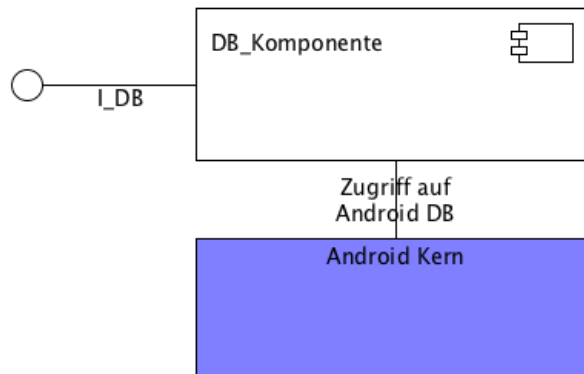 DB_Komponente
I_DB
Zugriff auf
Android DB
Android Kern